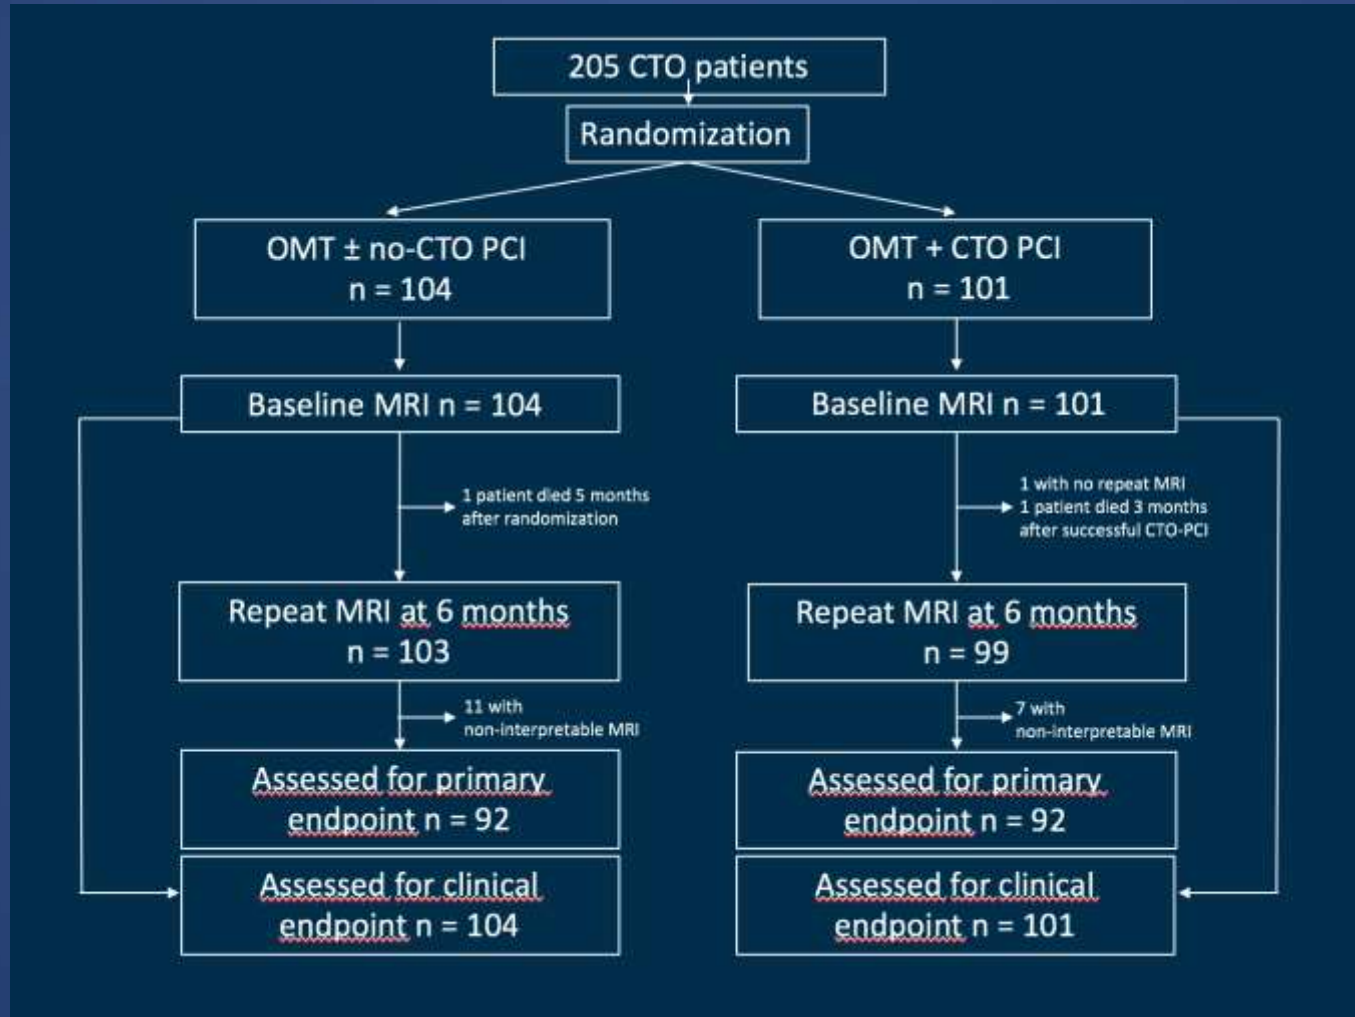 205 CTO patients
Randomization
OMT ± no-CTO PCI
n = 104
OMT + CTO PCI
n = 101
Baseline MRI n = 104
Baseline MRI n = 101
1 patient died 5 months
after randomization
1 with no repeat MRI
1 patient died 3 months
after successful CTO-PCI
Repeat MRI at 6 months
n = 103
Repeat MRI at 6 months
n = 99
11 with
non-interpretable MRI
7 with
non-interpretable MRI
Assessed for primary
endpoint n = 92
Assessed for primary
endpoint n = 92
Assessed for clinical
endpoint n = 104
Assessed for clinical
endpoint n = 101